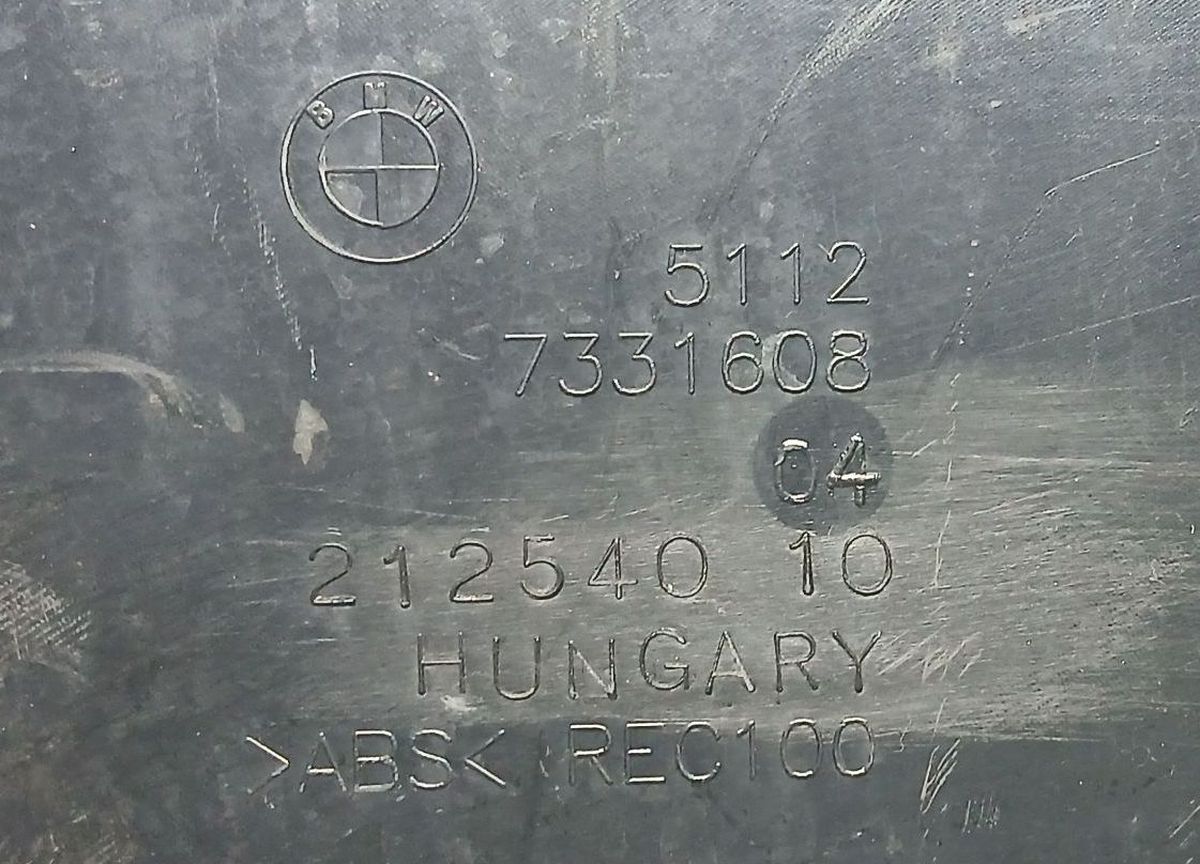 BMW
5112
7331608
04
212540 10
HUNGARY
>ABS< REC100